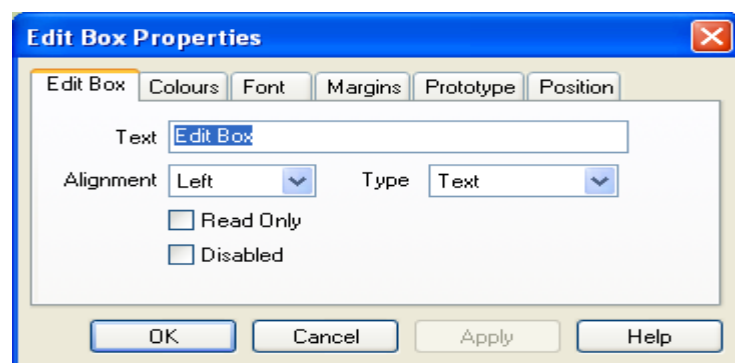 Edit Box Properties
Edit Box Colours Font Margins Prototype Position
Text Edit Box
Alignment Left Type Text
Read Only
Disabled
OK Cancel Apply Help